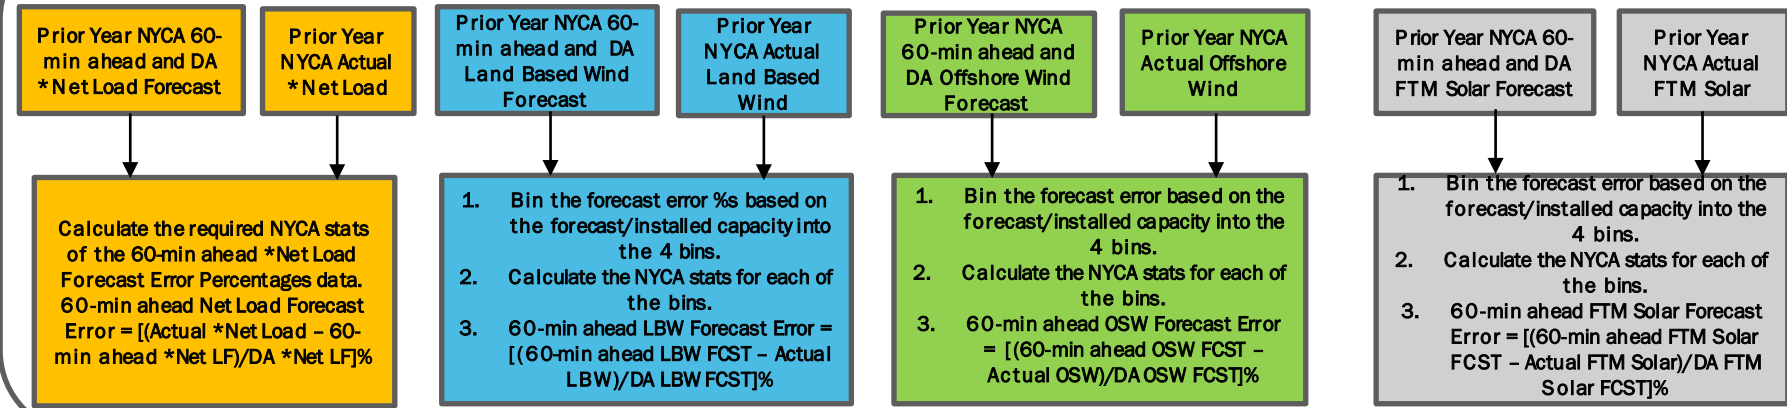 Prior Year NYCA 60-
min ahead and DA
*Net Load Forecast
Prior Year
NYCA Actual
*Net Load
Prior Year NYCA 60-
min ahead and DA
Land Based Wind
Forecast
Prior Year
NYCA Actual
Land Based
Wind
Prior Year NYCA
60-min ahead and
DA Offshore Wind
Forecast
Prior Year NYCA
Actual Offshore
Wind
Prior Year NYCA 60-
min ahead and DA
FTM Solar Forecast
Prior Year
NYCA Actual
FTM Solar
Calculate the required NYCA stats
of the 60-min ahead *Net Load
Forecast Error Percentages data.
60-min ahead Net Load Forecast
Error = [(Actual *Net Load – 60-
min ahead *Net LF)/DA *Net LF]%
1. Bin the forecast error %s based on
the forecast/installed capacity into
the 4 bins.
2. Calculate the NYCA stats for each of
the bins.
3. 60-min ahead LBW Forecast Error =
[(60-min ahead LBW FCST – Actual
LBW)/DA LBW FCST]%
1. Bin the forecast error based on the
forecast/installed capacity into the
4 bins.
2. Calculate the NYCA stats for each of
the bins.
3. 60-min ahead OSW Forecast Error
= [(60-min ahead OSW FCST –
Actual OSW)/DA OSW FCST]%
1. Bin the forecast error based on the
forecast/installed capacity into the
4 bins.
2. Calculate the NYCA stats for each of
the bins.
3. 60-min ahead FTM Solar Forecast
Error = [(60-min ahead FTM Solar
FCST – Actual FTM Solar)/DA FTM
Solar FCST]%